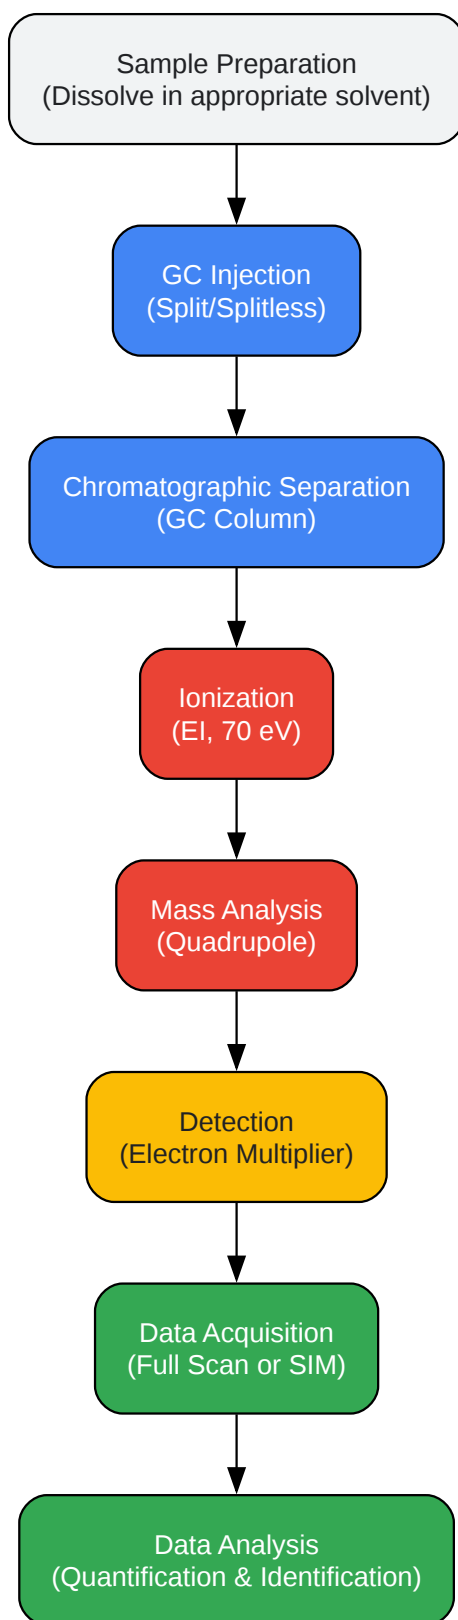 Sample Preparation
(Dissolve in appropriate solvent)
GC Injection
(Split/Splitless)
Chromatographic Separation
(GC Column)
Ionization
(EI, 70 eV)
Mass Analysis
(Quadrupole)
Detection
(Electron Multiplier)
Data Acquisition
(Full Scan or SIM)
Data Analysis
(Quantification & Identification)